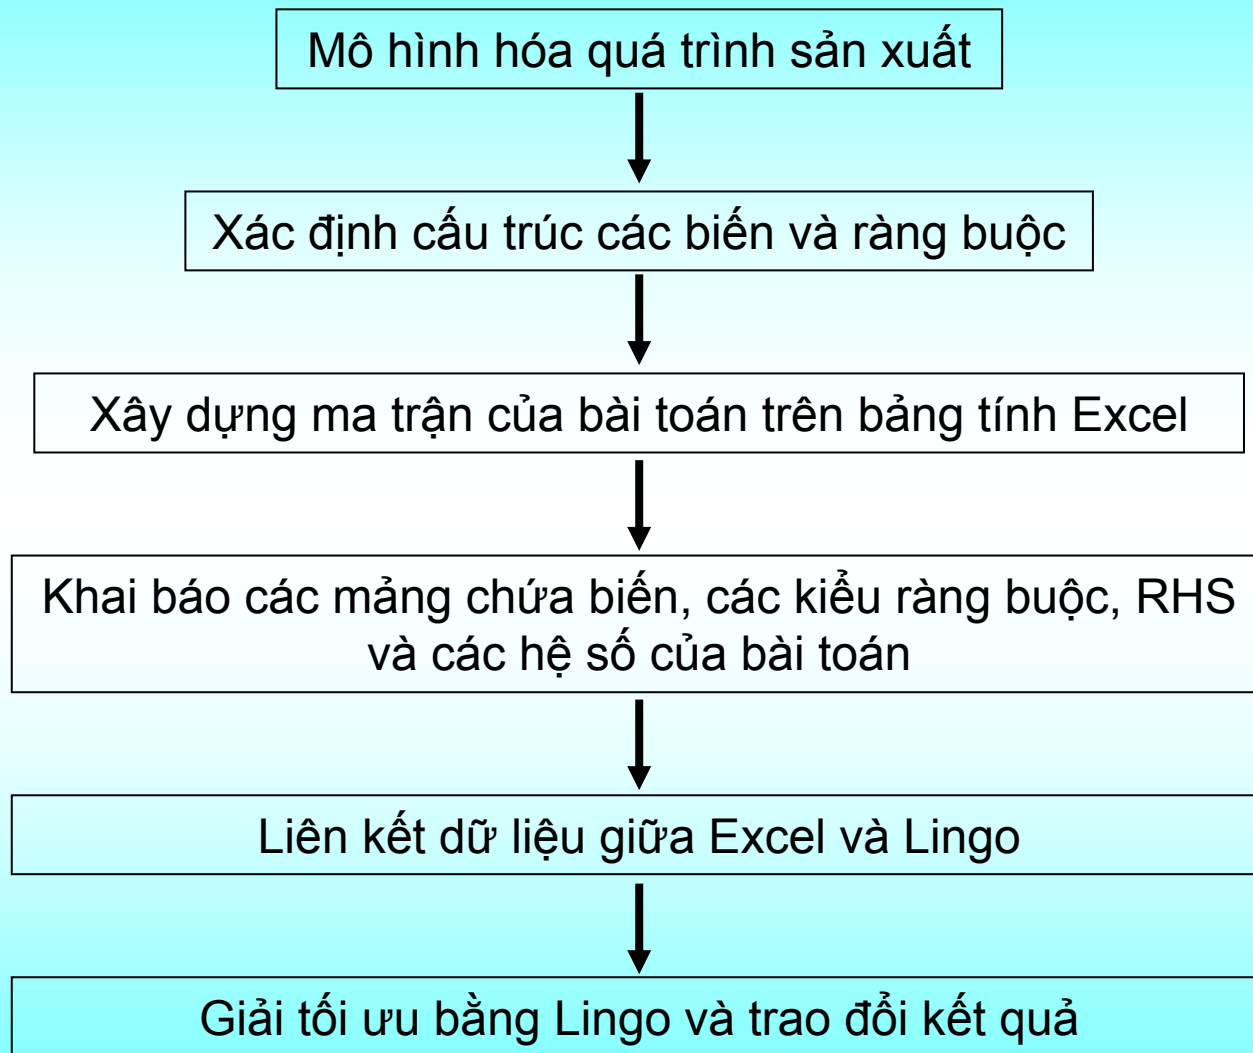 Mô hình hóa quá trình sản xuất
Xác định cấu trúc các biến và ràng buộc
Xây dựng ma trận của bài toán trên bảng tính Excel
Khai báo các mảng chứa biến, các kiểu ràng buộc, RHS
và các hệ số của bài toán
Liên kết dữ liệu giữa Excel và Lingo
Giải tối ưu bằng Lingo và trao đổi kết quả